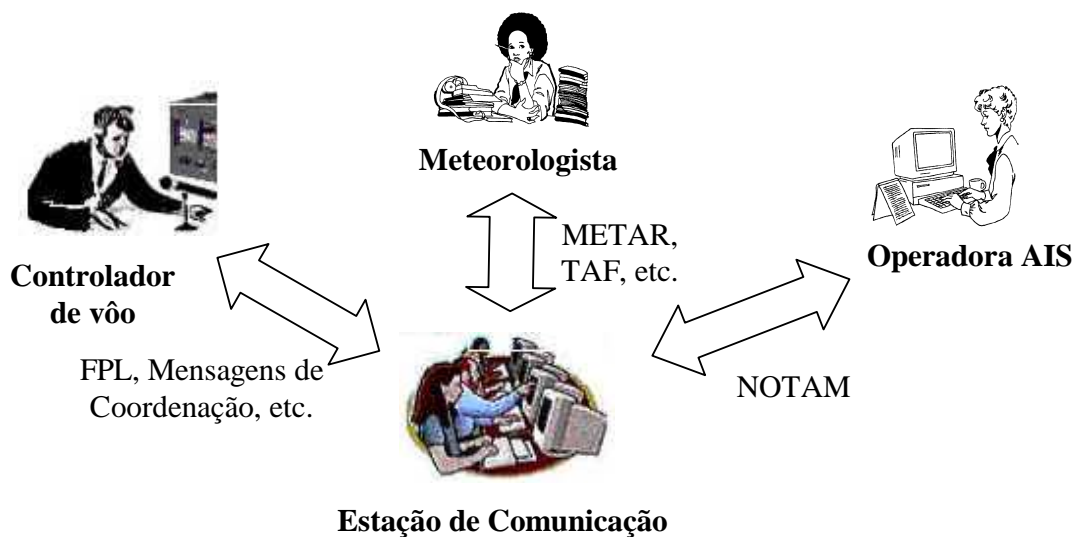 Meteorologista
METAR,
TAF, etc.
Operadora AIS
Controlador
de vôo
FPL, Mensagens de
Coordenação, etc.
NOTAM
Estação de Comunicação